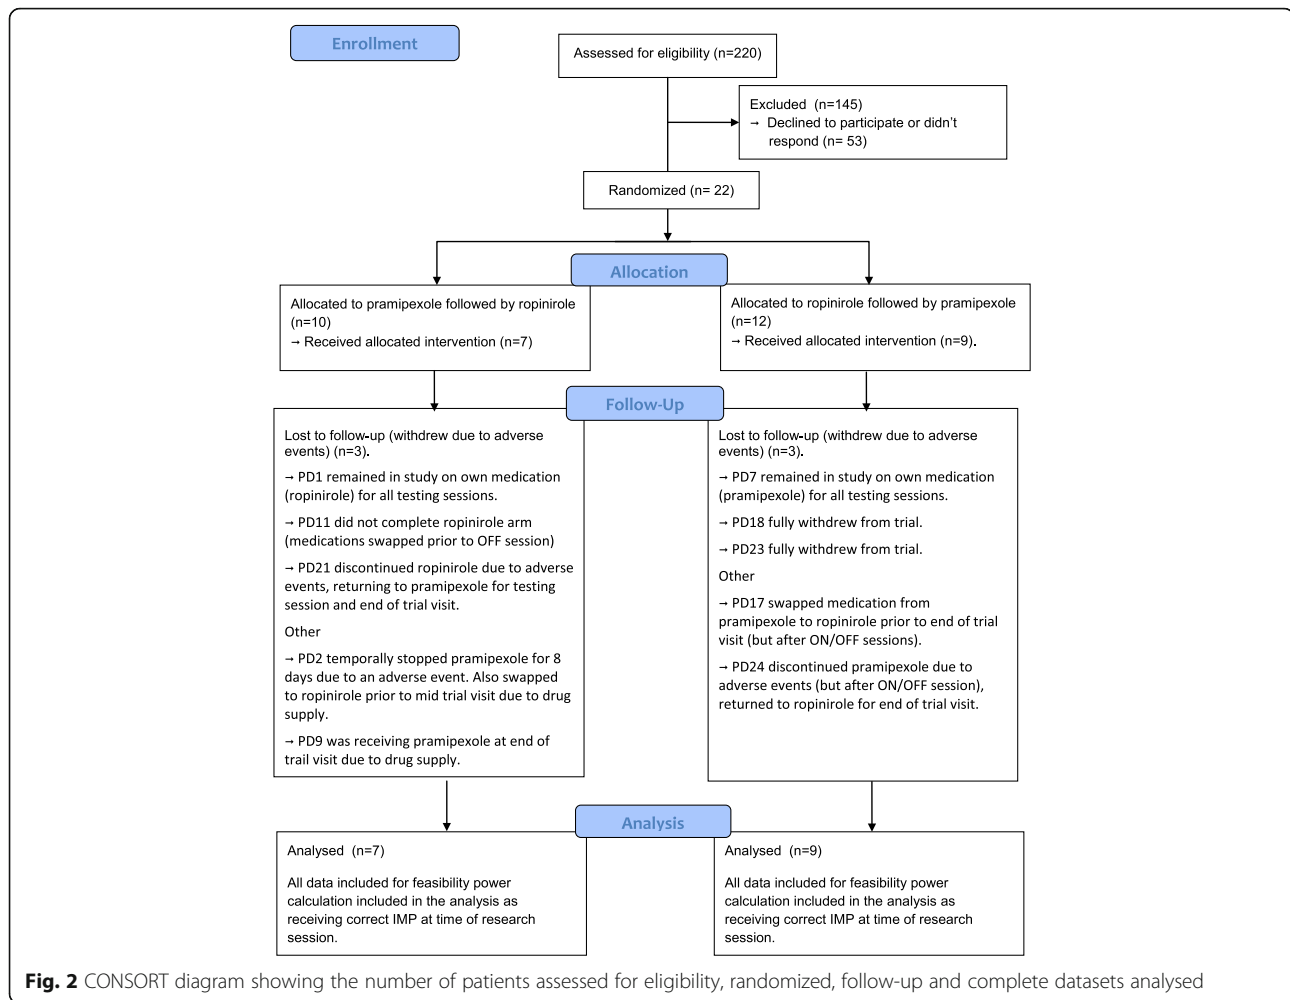 Enrollment
Assessed for eligibility (n=220)
Excluded (n=145)
→ Declined to participate or didn't
respond (n= 53)
Randomized (n= 22)
Allocation
Allocated to pramipexole followed by ropinirole
(n=10)
→ Received allocated intervention (n=7)
Allocated to ropinirole followed by pramipexole
(n=12)
→ Received allocated intervention (n=9).
Follow-Up
Lost to follow-up (withdrew due to adverse
events) (n=3).
→ PD1 remained in study on own medication
(ropinirole) for all testing sessions.
→ PD11 did not complete ropinirole arm
(medications swapped prior to OFF session)
→ PD21 discontinued ropinirole due to adverse
events, returning to pramipexole for testing
session and end of trial visit.
Other
→ PD2 temporally stopped pramipexole for 8
days due to an adverse event. Also swapped
to ropinirole prior to mid trial visit due to drug
supply.
→ PD9 was receiving pramipexole at end of
trail visit due to drug supply.
Lost to follow-up (withdrew due to adverse
events) (n=3).
→ PD7 remained in study on own medication
(pramipexole) for all testing sessions.
→ PD18 fully withdrew from trial.
→ PD23 fully withdrew from trial.
Other
→ PD17 swapped medication from
pramipexole to ropinirole prior to end of trial
visit (but after ON/OFF sessions).
→ PD24 discontinued pramipexole due to
adverse events (but after ON/OFF session),
returned to ropinirole for end of trial visit.
Analysis
Analysed (n=7)
All data included for feasibility power
calculation included in the analysis as
receiving correct IMP at time of research
session.
Analysed (n=9)
All data included for feasibility power
calculation included in the analysis as
receiving correct IMP at time of research
session.
Fig. 2 CONSORT diagram showing the number of patients assessed for eligibility, randomized, follow-up and complete datasets analysed